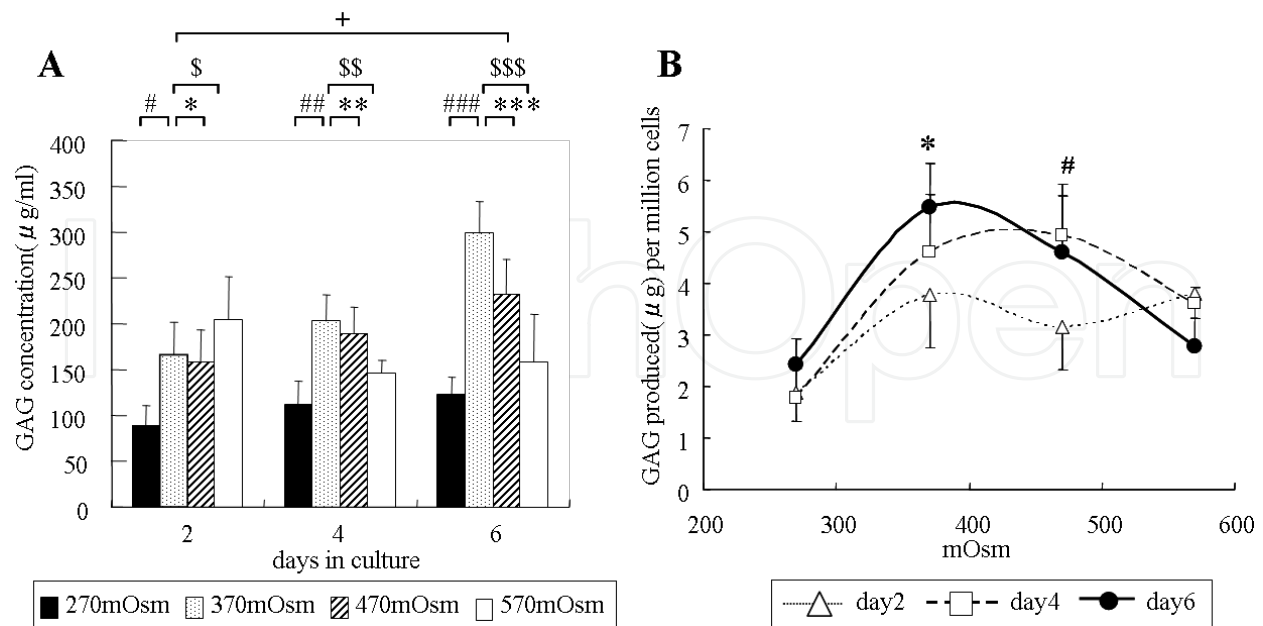 +
A
$ $$ $$$
# * ## ** ### ***
GAG concentration(μg/ml)
400
350
300
250
200
150
100
50
0
2 4 6
days in culture
270mOsm 370mOsm 470mOsm 570mOsm
B
GAG produced(μg) per million cells
7
6
5
4
3
2
1
0
* #
200 300 400 500 600
mOsm
day2 day4 day6
InhOpen